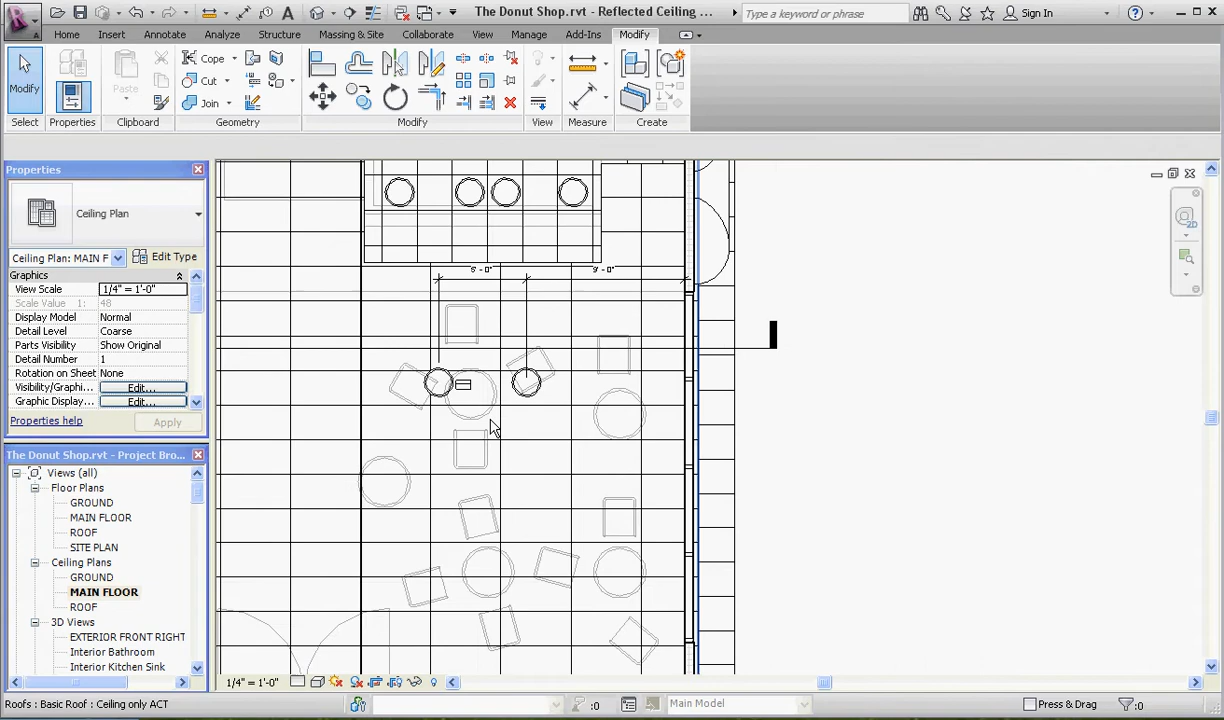 The Donut Shop.rvt - Reflected Ceiling ...
Type a keyword or phrase
Sign In
Home
Insert
Annotate
Analyze
Structure
Massing & Site
Collaborate
View
Manage
Add-Ins
Modify
Modify
Cope
Cut
Join
Paste
Select
Properties
Clipboard
Geometry
Modify
View
Measure
Create
Properties
Ceiling Plan
Ceiling Plan: MAIN F
Edit Type
Graphics
View Scale
1/4" = 1'-0"
Scale Value 1:
48
Display Model
Normal
Detail Level
Coarse
Parts Visibility
Show Original
Detail Number
1
Rotation on Sheet
None
Visibility/Graphi...
Edit...
Graphic Display...
Edit...
Properties help
Apply
The Donut Shop.rvt - Project Bro...
Views (all)
Floor Plans
GROUND
MAIN FLOOR
ROOF
SITE PLAN
Ceiling Plans
GROUND
MAIN FLOOR
ROOF
3D Views
EXTERIOR FRONT RIGHT
Interior Bathroom
Interior Kitchen Sink
9' - 0"
2D
1/4" = 1'-0"
Roofs : Basic Roof : Ceiling only ACT
:0
Main Model
Press & Drag
:0